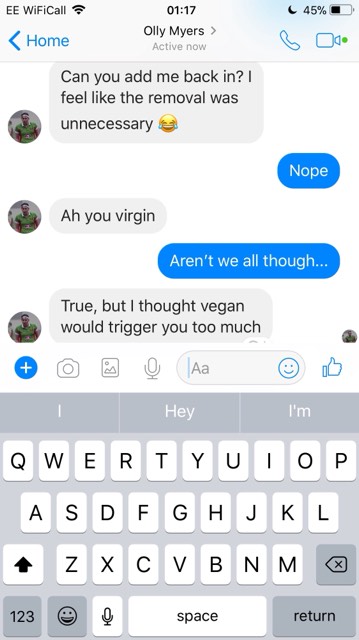 EE WiFiCall 01:17 45%
Home Olly Myers
Active now
Can you add me back in? I
feel like the removal was
unnecessary 😂
Nope
Ah you virgin
Aren't we all though...
True, but I thought vegan
would trigger you too much
Aa
I Hey I'm
Q W E R T Y U I O P
A S D F G H J K L
Z X C V B N M
123 space return